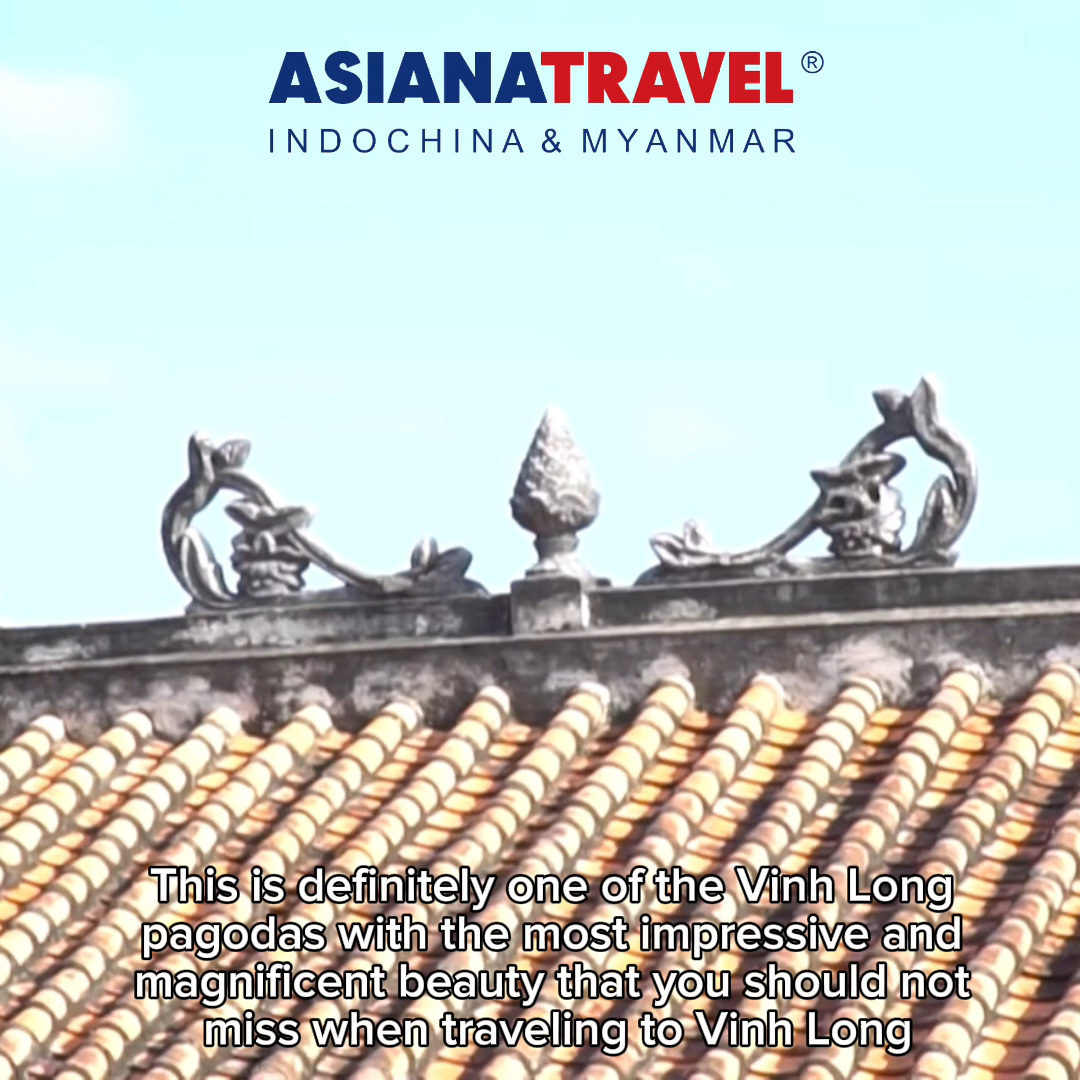 ASIANATRAVEL®
INDOCHINA & MYANMAR
This is definitely one of the Vinh Long
pagodas with the most impressive and
magnificent beauty that you should not
miss when traveling to Vinh Long